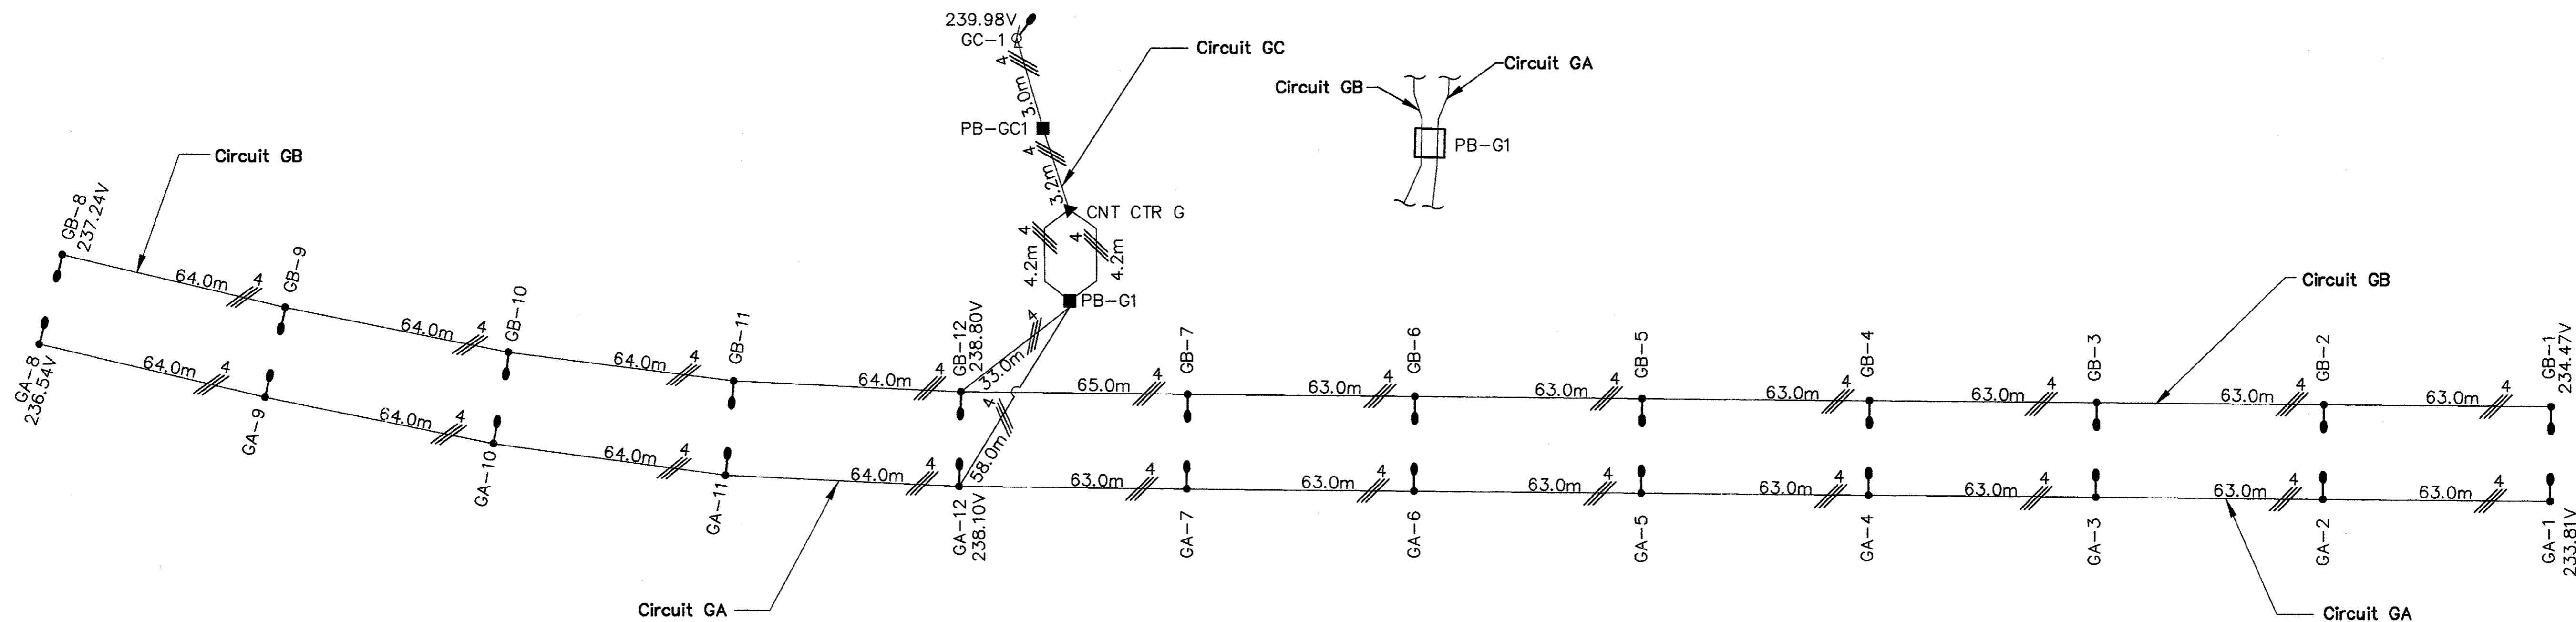 239.98V
GC-1
4
3.0m
PB-GC1
4
3.2m
Circuit GC
CNT CTR G
4
4.2m
4
4.2m
PB-G1
Circuit GB
Circuit GA
PB-G1
Circuit GB
GB-8
237.24V
64.0m
4
GB-9
64.0m
4
GB-10
64.0m
4
GB-11
64.0m
4
GB-12
238.80V
33.0m
4
65.0m
4
GB-7
63.0m
4
GB-6
63.0m
4
GB-5
63.0m
4
GB-4
63.0m
4
GB-3
63.0m
4
GB-2
63.0m
4
GB-1
234.47V
Circuit GB
GA-8
236.54V
64.0m
4
GA-9
64.0m
4
GA-10
64.0m
4
GA-11
64.0m
4
GA-12
238.10V
58.0m
4
63.0m
4
GA-7
63.0m
4
GA-6
63.0m
4
GA-5
63.0m
4
GA-4
63.0m
4
GA-3
63.0m
4
GA-2
63.0m
4
GA-1
233.81V
Circuit GA
Circuit GA